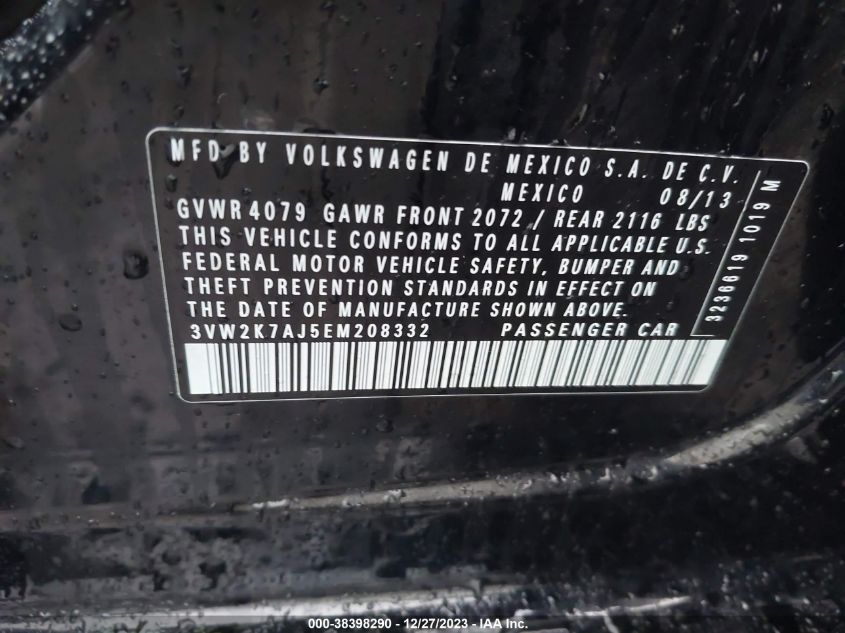 MFD BY VOLKSWAGEN DE MEXICO S.A. DE C.V.
MEXICO 08/13
GVWR 4079 GAWR FRONT 2072 / REAR 2116 LBS
THIS VEHICLE CONFORMS TO ALL APPLICABLE U.S.
FEDERAL MOTOR VEHICLE SAFETY, BUMPER AND
THEFT PREVENTION STANDARDS IN EFFECT ON
THE DATE OF MANUFACTURE SHOWN ABOVE.
3VW2K7AJ5EM208332 PASSENGER CAR
3236619 1019 M
000-38398290 - 12/27/2023 - IAA Inc.